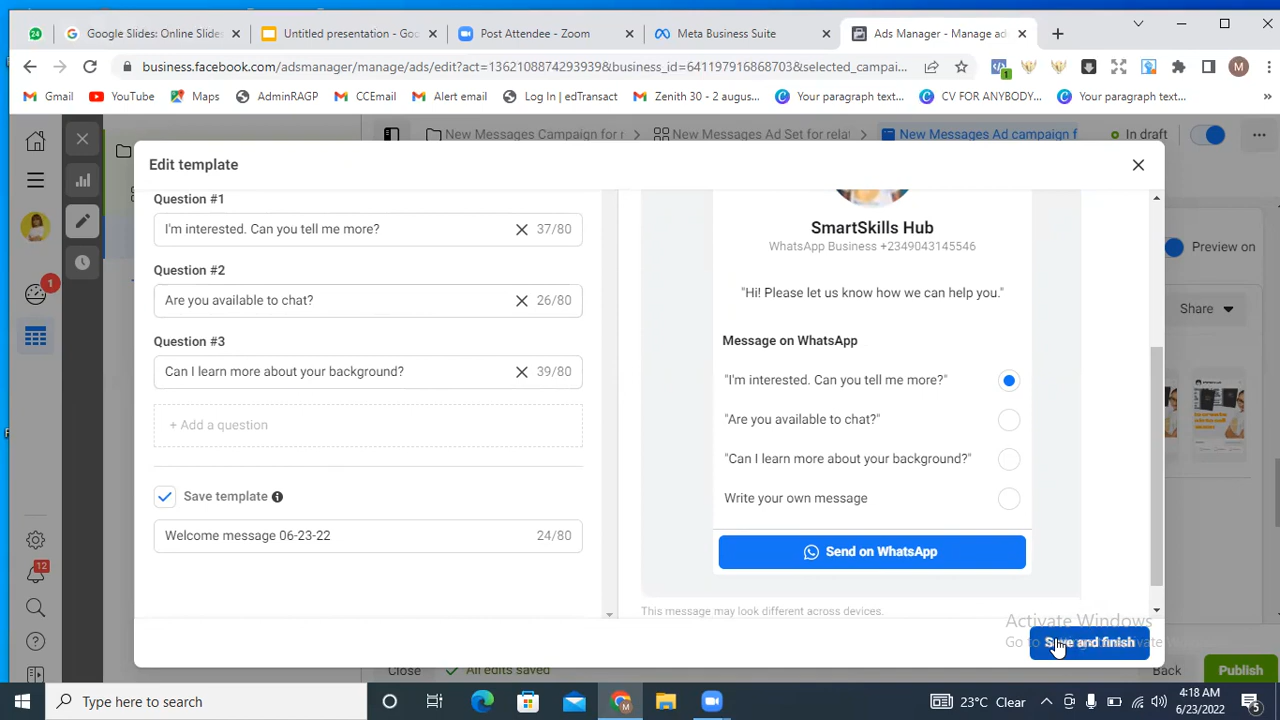 24
Google Slides: Online Slide
Untitled presentation - Goo
Post Attendee - Zoom
Meta Business Suite
Ads Manager - Manage ad
business.facebook.com/adsmanager/manage/ads/edit?act=1362108874293939&business_id=641197916868703&selected_campai...
1
M
Gmail
YouTube
Maps
AdminRAGP
CCEmail
Alert email
Log In | edTransact
Zenith 30 - 2 augus...
Your paragraph text...
CV FOR ANYBODY...
Your paragraph text...
New Messages Campaign for r
New Messages Ad Set for relat
New Messages Ad campaign f
In draft
Edit template
Question #1
I'm interested. Can you tell me more?
37/80
Question #2
Are you available to chat?
26/80
Question #3
Can I learn more about your background?
39/80
+ Add a question
Save template
Welcome message 06-23-22
24/80
SmartSkills Hub
WhatsApp Business +2349043145546
"Hi! Please let us know how we can help you."
Message on WhatsApp
"I'm interested. Can you tell me more?"
"Are you available to chat?"
"Can I learn more about your background?"
Write your own message
Send on WhatsApp
This message may look different across devices.
Preview on
Share
1
12
Activate Windows
Save and finish
Close
All edits saved
Back
Publish
Type here to search
23°C Clear
4:18 AM
6/23/2022
5